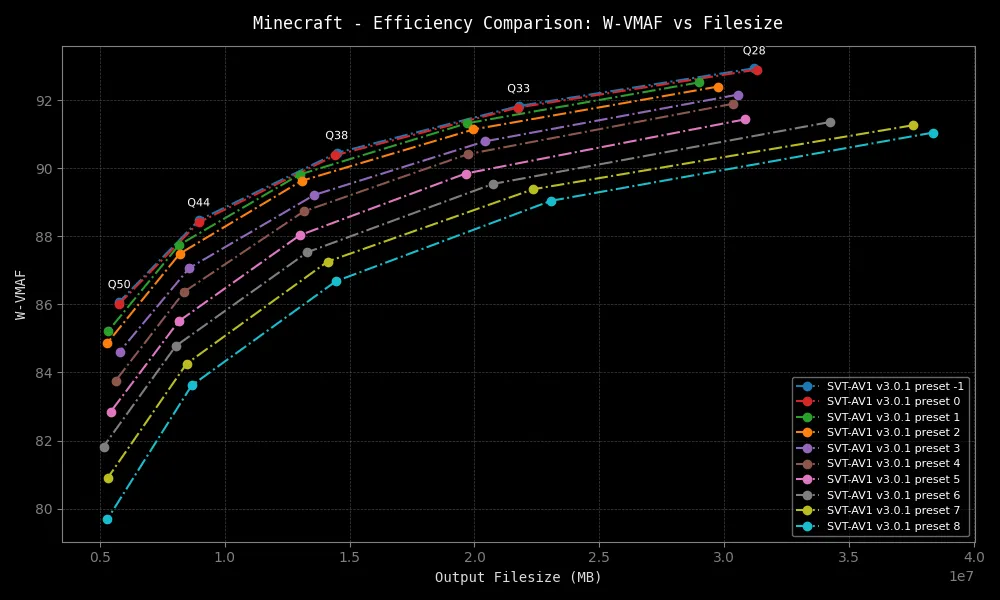 Minecraft - Efficiency Comparison: W-VMAF vs Filesize
Q28
Q33
Q38
Q44
Q50
92
90
88
86
84
82
80
W-VMAF
SVT-AV1 v3.0.1 preset -1
SVT-AV1 v3.0.1 preset 0
SVT-AV1 v3.0.1 preset 1
SVT-AV1 v3.0.1 preset 2
SVT-AV1 v3.0.1 preset 3
SVT-AV1 v3.0.1 preset 4
SVT-AV1 v3.0.1 preset 5
SVT-AV1 v3.0.1 preset 6
SVT-AV1 v3.0.1 preset 7
SVT-AV1 v3.0.1 preset 8
0.5 1.0 1.5 2.0 2.5 3.0 3.5 4.0
1e7
Output Filesize (MB)